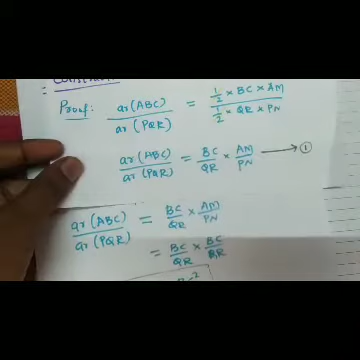 Proof: ar(ABC)/ar(PQR) = (1/2 × BC × AM)/(1/2 × QR × PN)
ar(ABC)/ar(PQR) = BC/QR × AM/PN → ①
ar(ABC)/ar(PQR) = BC/QR × AM/PN
= BC/QR × BC/QR